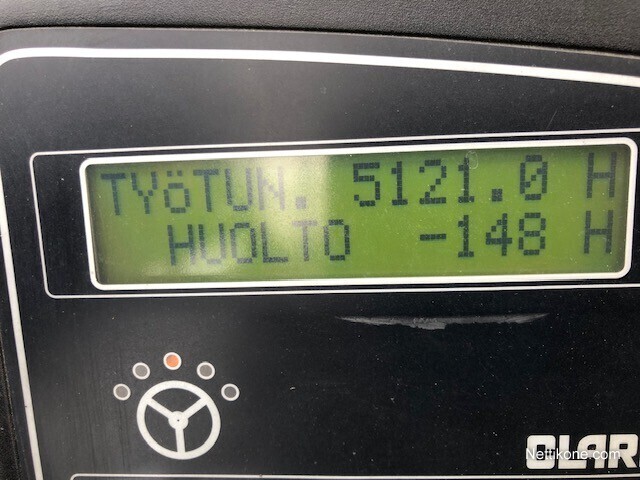 TYÖTUN. 5121.0 H
HUOLTO -148 H
CLAR
Nettikone.com